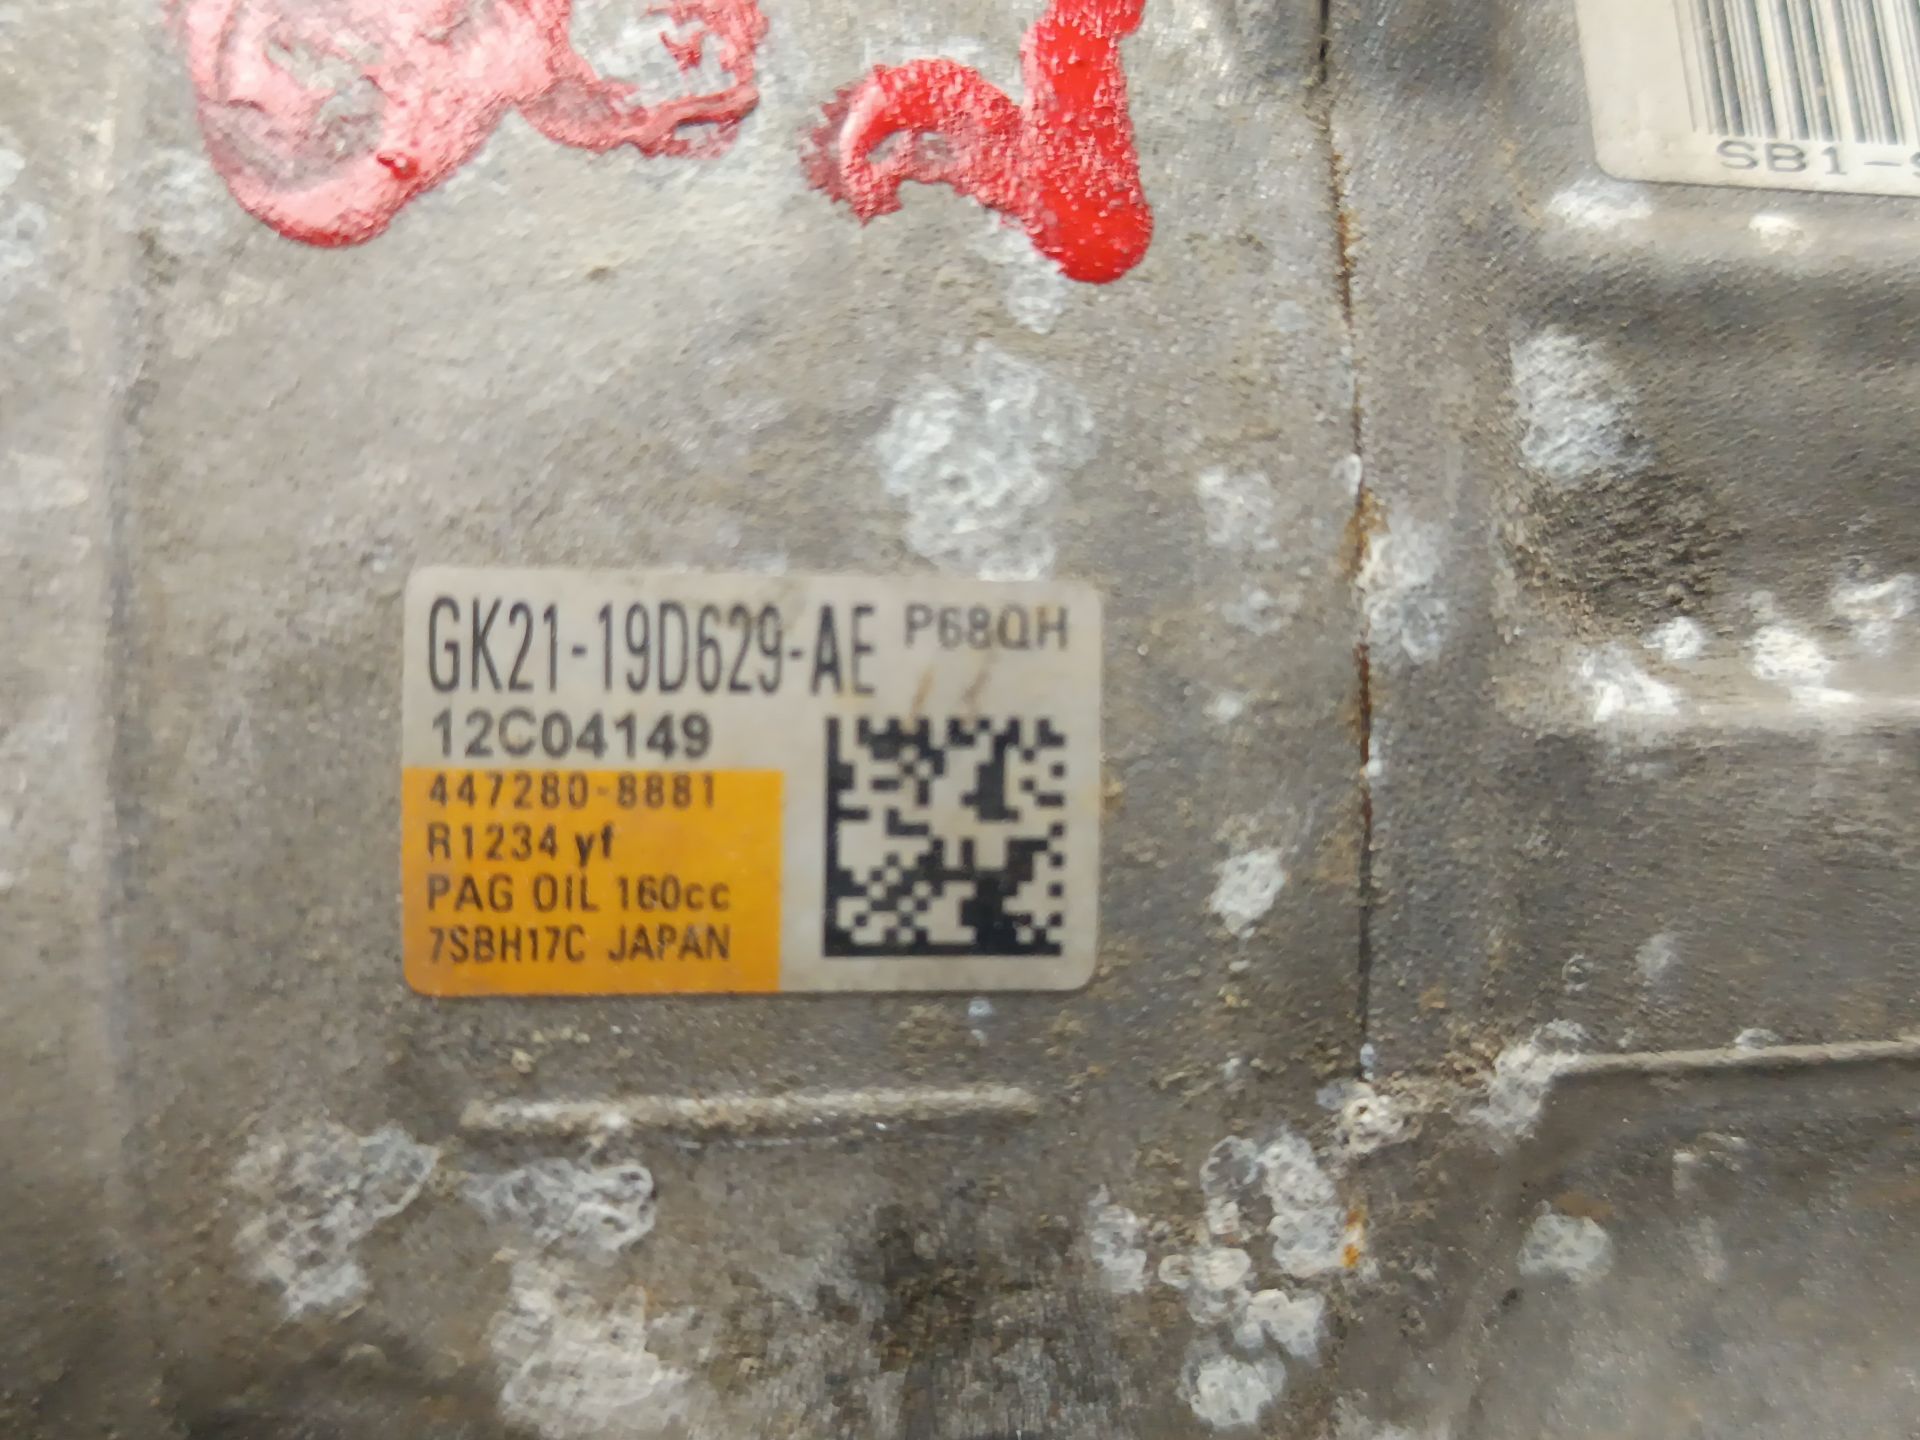 SB1-
GK21-19D629-AE P68QH
12C04149
447280-8881
R1234 yf
PAG OIL 160cc
7SBH17C JAPAN